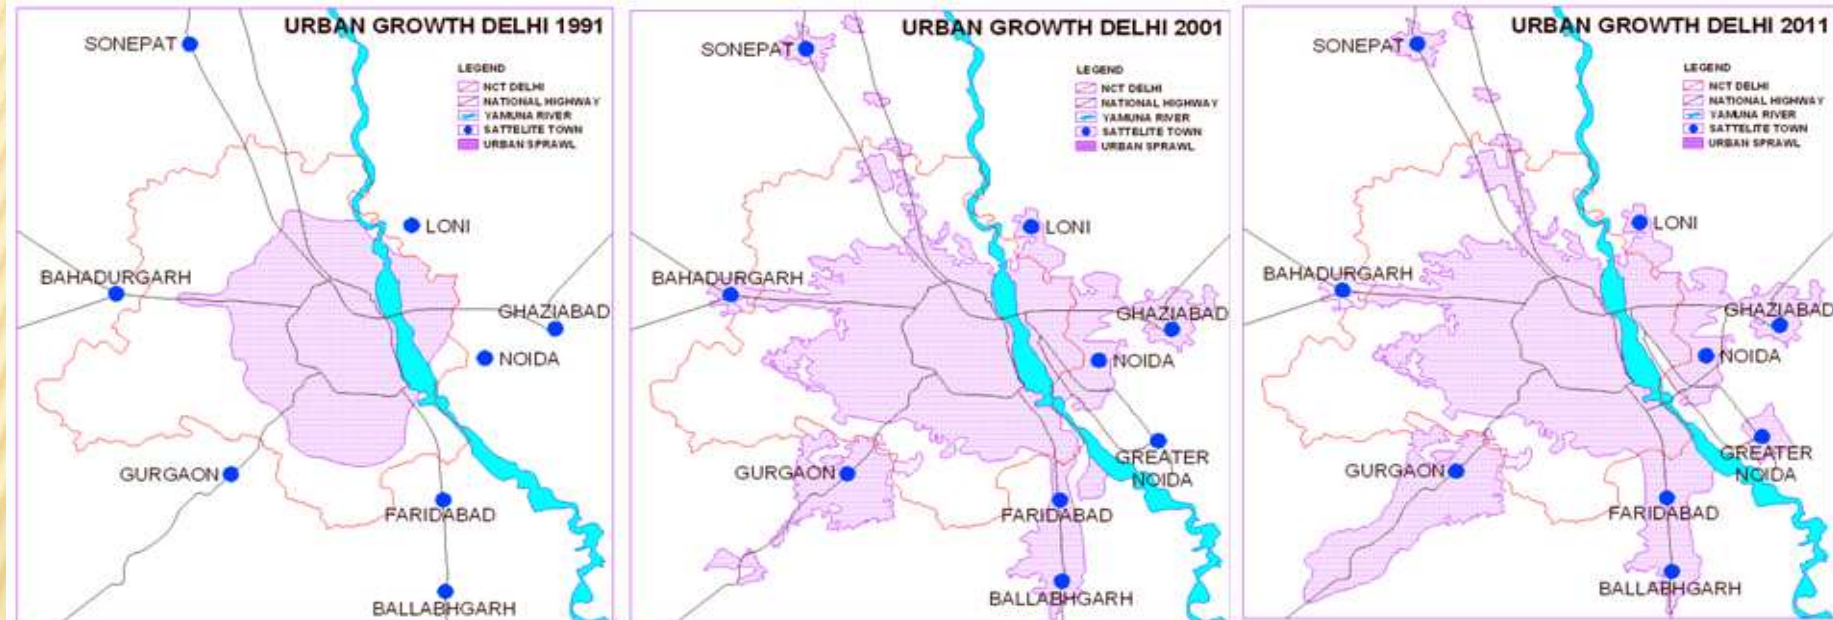 URBAN GROWTH DELHI 1991
SONEPAT
LEGEND
NCT DELHI
NATIONAL HIGHWAY
YAMUNA RIVER
SATTELITE TOWN
URBAN SPRAWL
LONI
BAHADURGARH
GHAZIABAD
NOIDA
GURGAON
FARIDABAD
BALLABHGARH
URBAN GROWTH DELHI 2001
SONEPAT
LEGEND
NCT DELHI
NATIONAL HIGHWAY
YAMUNA RIVER
SATTELITE TOWN
URBAN SPRAWL
LONI
BAHADURGARH
GHAZIABAD
NOIDA
GREATER
NOIDA
GURGAON
FARIDABAD
BALLABHGARH
URBAN GROWTH DELHI 2011
SONEPAT
LEGEND
NCT DELHI
NATIONAL HIGHWAY
YAMUNA RIVER
SATTELITE TOWN
URBAN SPRAWL
LONI
BAHADURGARH
GHAZIABAD
NOIDA
GREATER
NOIDA
GURGAON
FARIDABAD
BALLABHGARH